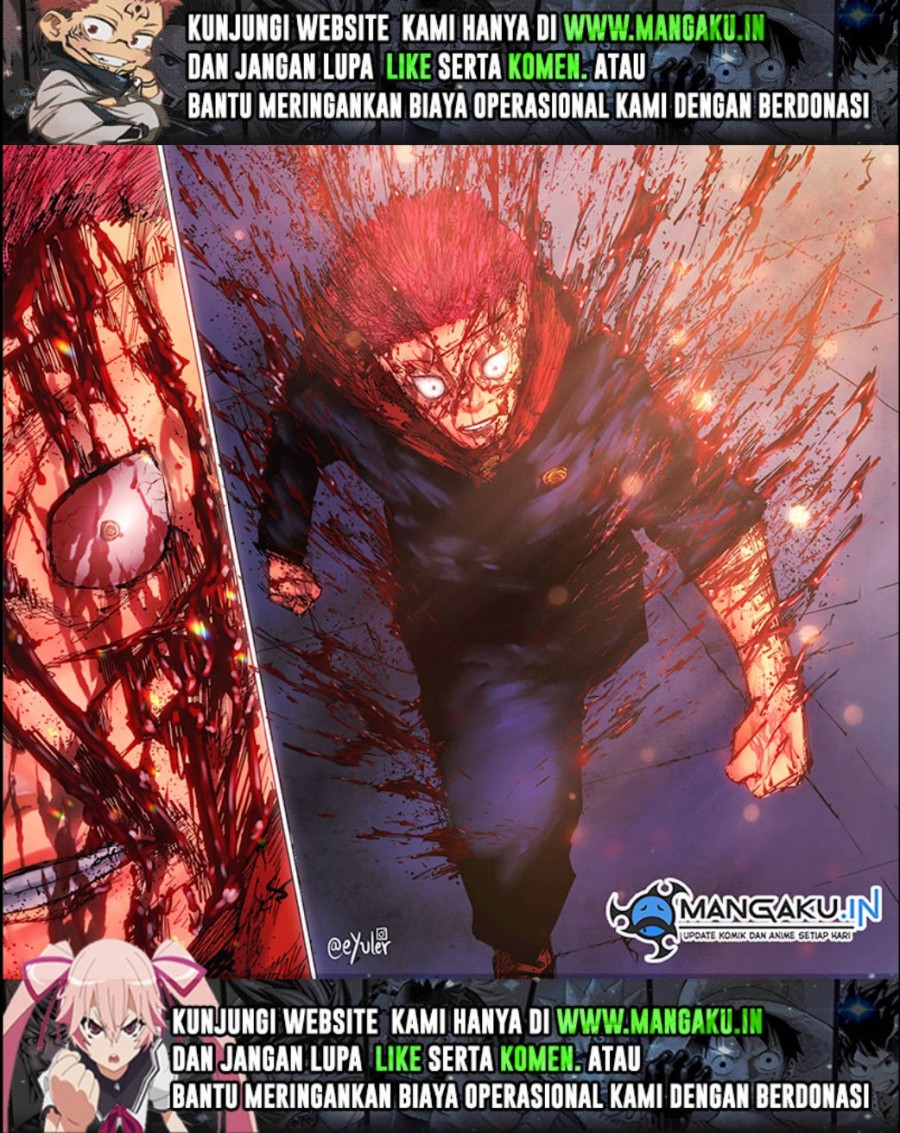 KUNJUNGI WEBSITE KAMI HANYA DI WWW.MANGAKU.IN
DAN JANGAN LUPA LIKE SERTA KOMEN. ATAU
BANTU MERINGANKAN BIAYA OPERASIONAL KAMI DENGAN BERDONASI
MANGAKU.IN
UPDATE KOMIK DAN ANIME SETIAP HARI
@eYuler
KUNJUNGI WEBSITE KAMI HANYA DI WWW.MANGAKU.IN
DAN JANGAN LUPA LIKE SERTA KOMEN. ATAU
BANTU MERINGANKAN BIAYA OPERASIONAL KAMI DENGAN BERDONASI